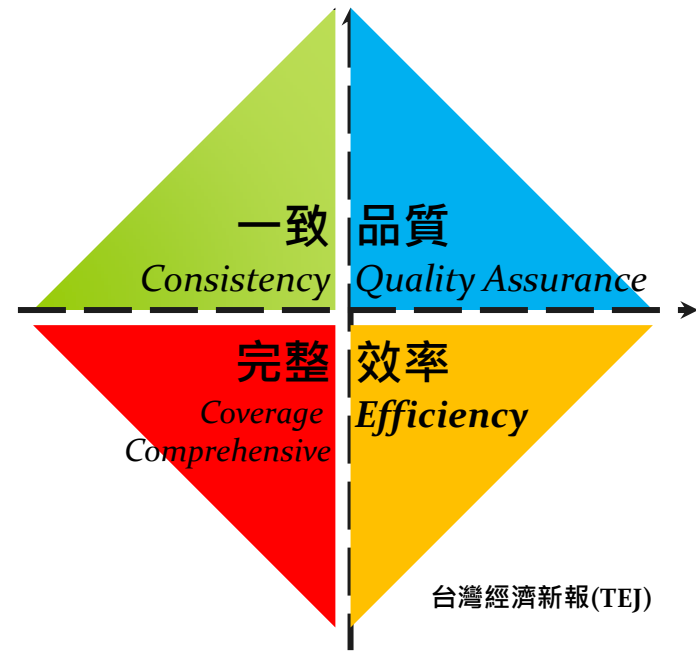 一致
Consistency
品質
Quality Assurance
完整
Coverage
Comprehensive
效率
Efficiency
台灣經濟新報(TEJ)